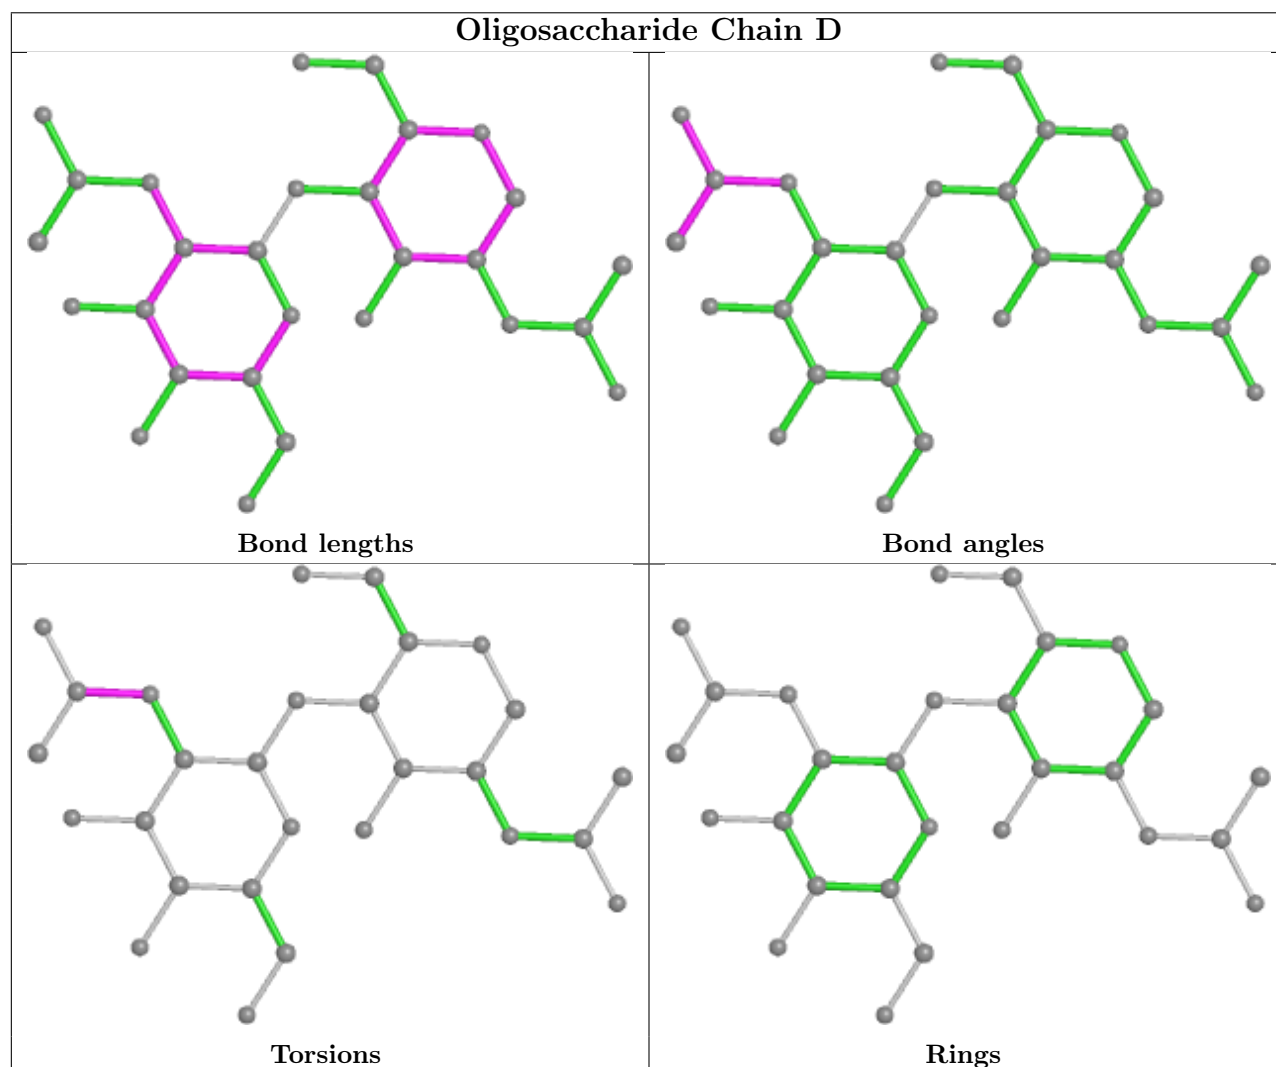 Oligosaccharide Chain D
Bond lengths
Bond angles
Torsions
Rings